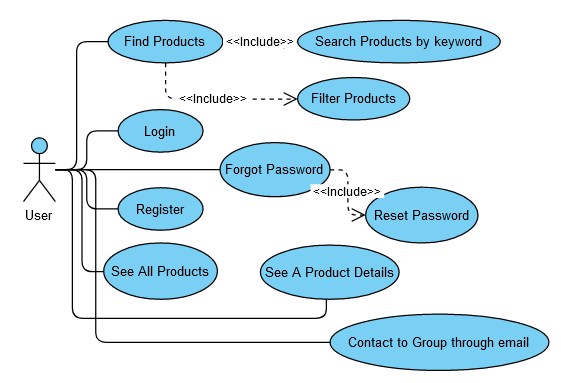 Find Products
<<Include>>
Search Products by keyword
<<Include>>
Filter Products
Login
Forgot Password
<<Include>>
User
Register
Reset Password
See All Products
See A Product Details
Contact to Group through email